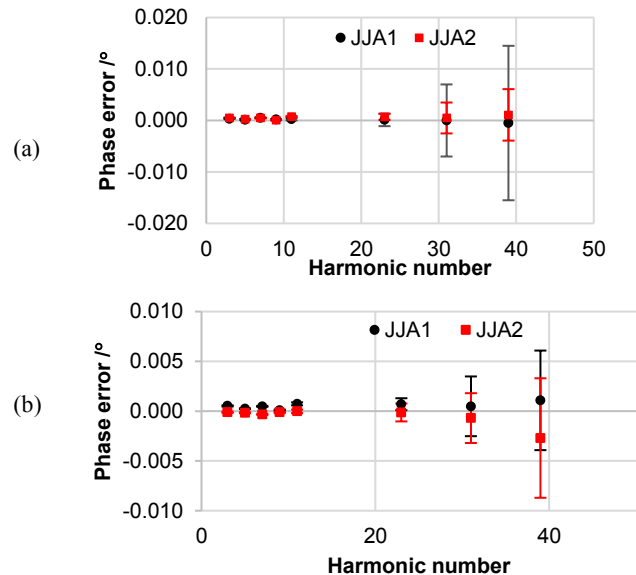 (a)
Phase error /°
0.020
0.010
0.000
-0.010
-0.020
JJA1 JJA2
0 10 20 30 40 50
Harmonic number
(b)
Phase error /°
0.010
0.005
0.000
-0.005
-0.010
JJA1 JJA2
0 20 40
Harmonic number